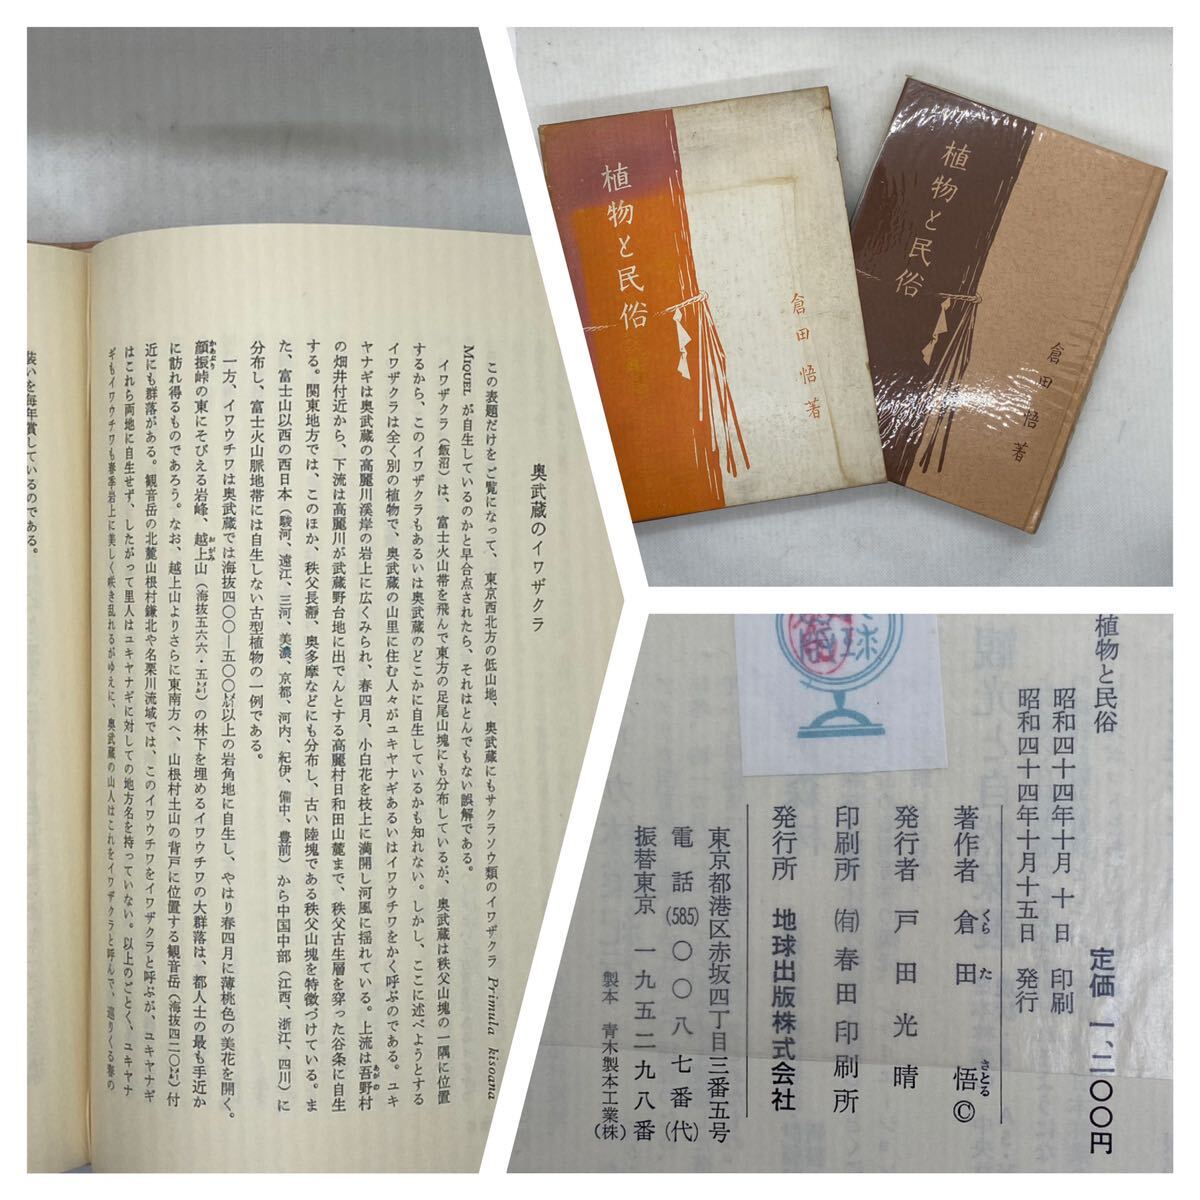 奥武蔵のイワザクラ
この表題だけをご覧になって、東京西北方の低山地、奥武蔵にもサクラソウ類のイワザクラ Primula kisoana
MIQUEL が自生しているのかと早合点されたら、それはとんでもない誤解である。
イワザクラ（飯沼）は、富士火山帯を飛んで東方の足尾山塊にも分布しているが、奥武蔵は秩父山塊の一隅に位置
するから、このイワザクラもあるいは奥武蔵のどこかに自生しているかも知れない。しかし、ここに述べようとする
イワザクラは全く別の植物で、奥武蔵の山里に住む人々がユキヤナギあるいはイワウチワをかく呼ぶのである。ユキ
ヤナギは奥武蔵の高麗川溪岸の岩上に広くみられ、春四月、小白花を枝上に満開し河風に揺れている。上流は吾野村
の畑井付近から、下流は高麗川が武蔵野台地に出でんとする高麗村日和田山麓まで、秩父古生層を穿った谷条に自生
する。関東地方では、このほか、秩父長瀞、奥多摩などにも分布し、古い陸塊である秩父山塊を特徴づけている。ま
た、富士山以西の西日本（駿河、遠江、三河、美濃、京都、河内、紀伊、備中、豊前）から中国中部（江西、浙江、四川）に
分布し、富士火山脈地帯には自生しない古型植物の一例である。
一方、イワウチワは奥武蔵では海抜四〇〇—五〇〇㍍以上の岩角地に自生し、やはり春四月に薄桃色の美花を開く。
顔振峠の東にそびえる岩峰、越上山（海抜五六六・五㍍）の林下を埋めるイワウチワの大群落は、都人士の最も手近か
に訪れ得るものであろう。なお、越上山よりさらに東南方へ、山根村土山の背戸に位置する観音岳（海抜四二〇㍍）付
近にも群落がある。観音岳の北麓山根村鎌北や名栗川流域では、このイワウチワをイワザクラと呼ぶが、ユキヤナギ
はこれら両地に自生せず、したがって里人はユキヤナギに対しての地方名を持っていない。以上のごとく、ユキヤナ
ギもイワウチワも春季岩上に美しく咲き乱れるがゆえに、奥武蔵の山人はこれをイワザクラと呼んで、巡りくる春の
装いを毎年賞しているのである。
植物と民俗
倉田悟著
植物と民俗
倉田悟著
植物と民俗
昭和四十四年十月 十日 印刷
昭和四十四年十月十五日 発行
定価 一、二〇〇円
著作者 倉田 悟©
くら た さとる
発行者 戸田光晴
印刷所 ㈲春田印刷所
発行所 地球出版株式会社
東京都港区赤坂四丁目三番五号
電話(585)〇〇八七番(代)
振替東京 一九五二九八番
製本 青木製本工業(株)